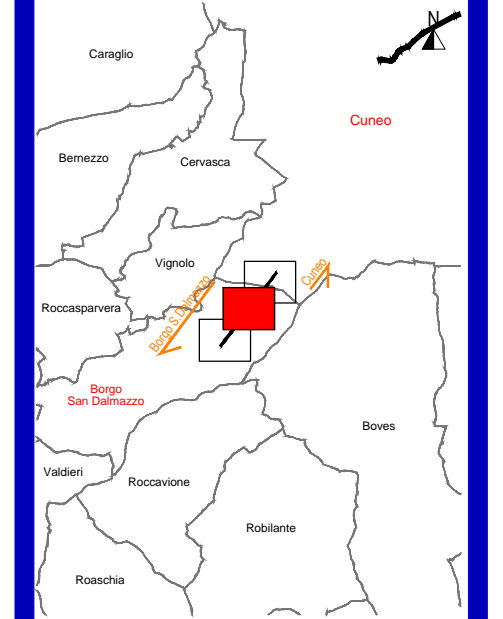 N
Caraglio
Cuneo
Bernezzo
Cervasca
Vignolo
Cuneo
Roccasparvera
Borgo S.Dalmazzo
Borgo
San Dalmazzo
Boves
Valdieri
Roccavione
Robilante
Roaschia